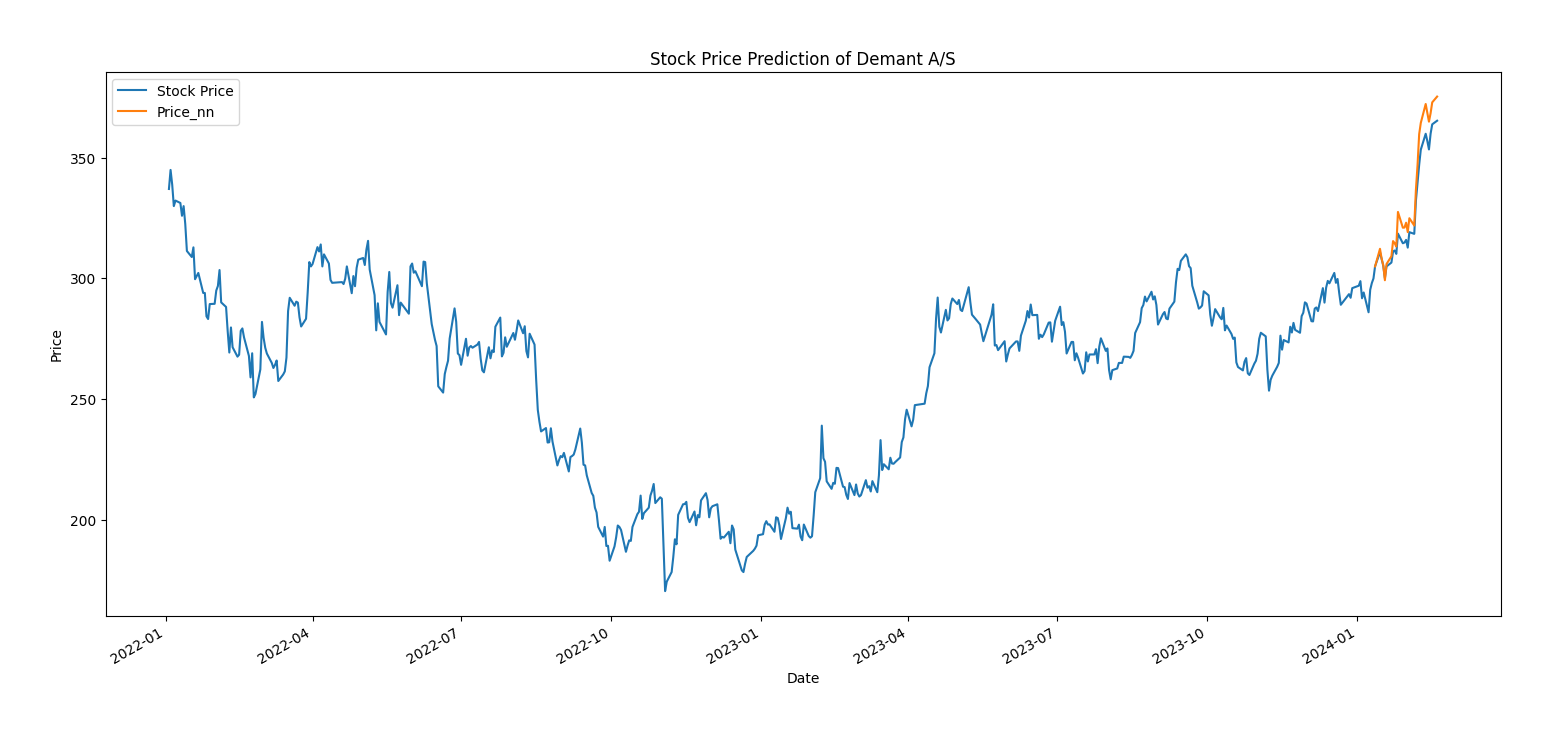 Stock Price Prediction of Demant A/S
Stock Price
Price_nn
350
300
250
200
Price
2022-01
2022-04
2022-07
2022-10
2023-01
2023-04
2023-07
2023-10
2024-01
Date